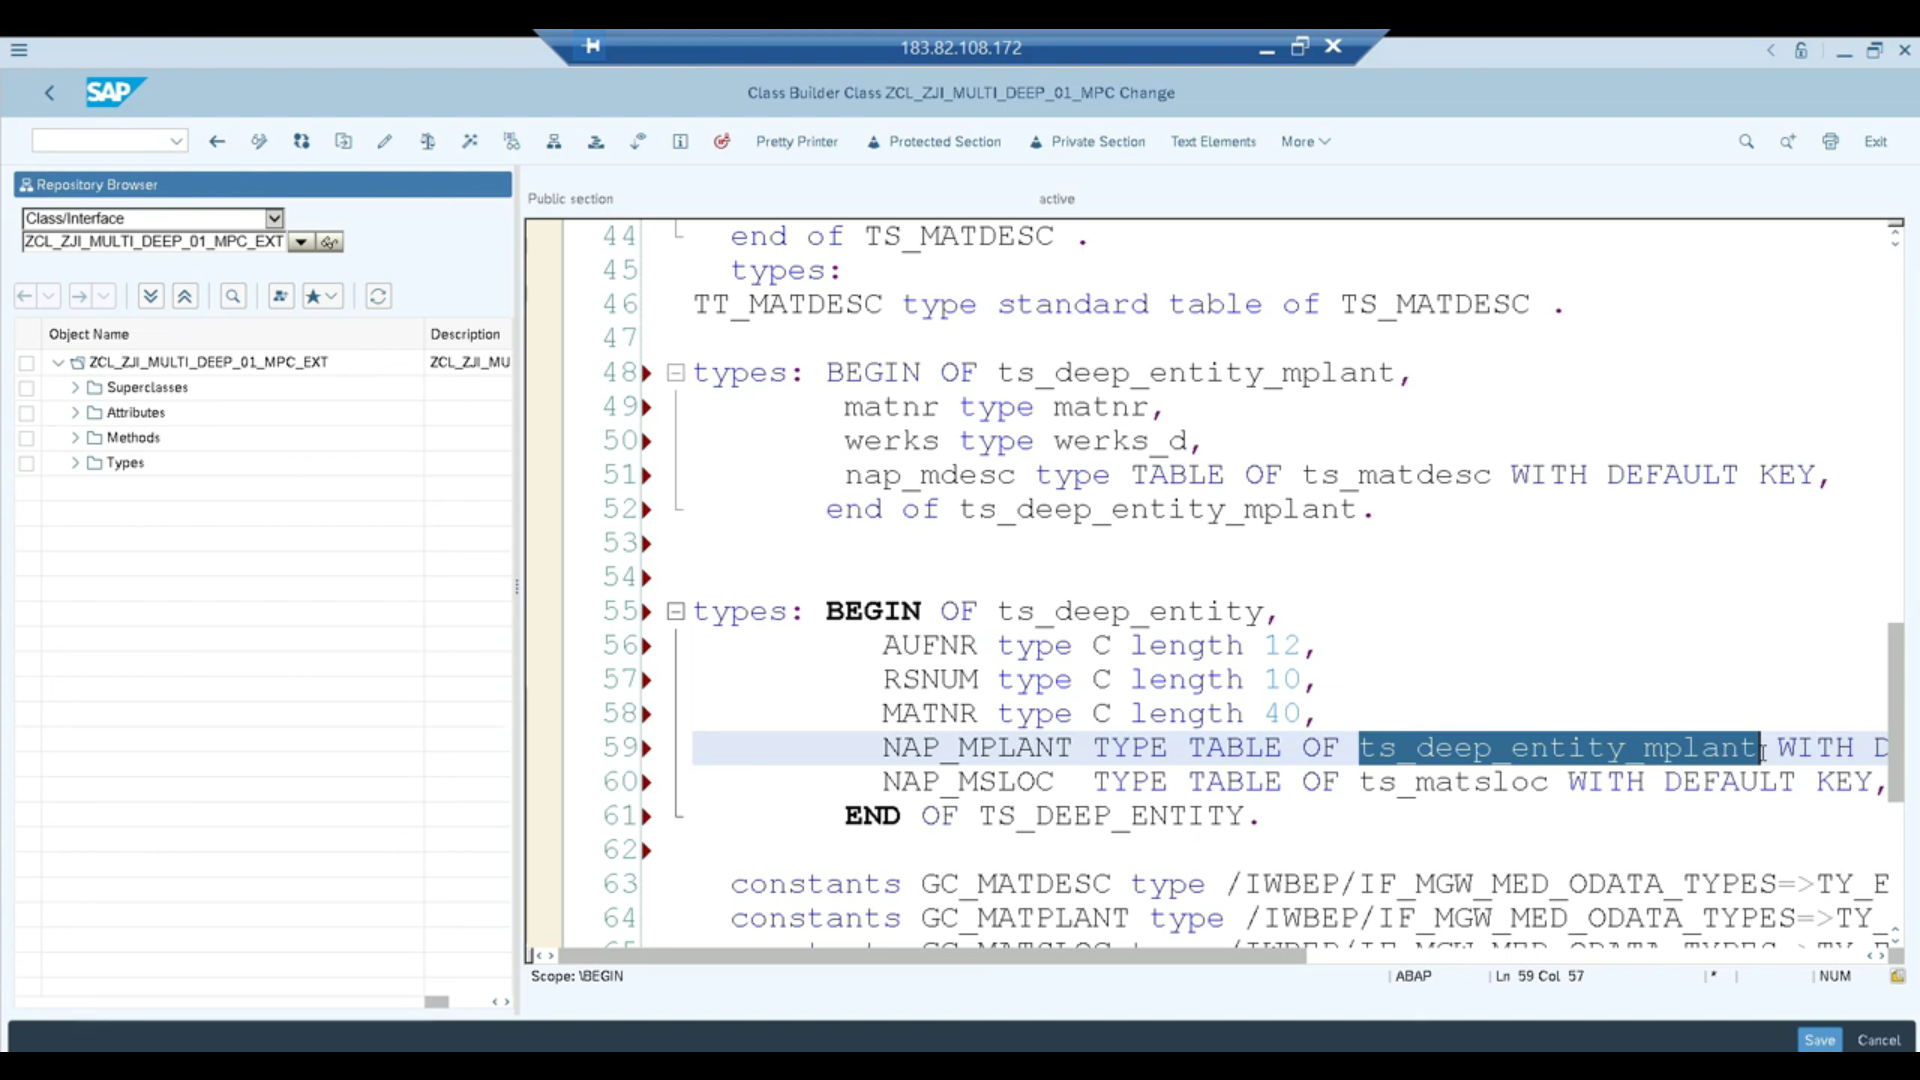 183.82.108.172
SAP
Class Builder Class ZCL_ZJI_MULTI_DEEP_01_MPC Change
Pretty Printer
Protected Section
Private Section
Text Elements
More
Exit
Repository Browser
Class/Interface
ZCL_ZJI_MULTI_DEEP_01_MPC_EXT
Object Name
Description
ZCL_ZJI_MULTI_DEEP_01_MPC_EXT
ZCL_ZJI_MU
Superclasses
Attributes
Methods
Types
Public section
active
44 end of TS_MATDESC .
45 types:
46 TT_MATDESC type standard table of TS_MATDESC .
47
48 types: BEGIN OF ts_deep_entity_mplant,
49 matnr type matnr,
50 werks type werks_d,
51 nap_mdesc type TABLE OF ts_matdesc WITH DEFAULT KEY,
52 end of ts_deep_entity_mplant.
53
54
55 types: BEGIN OF ts_deep_entity,
56 AUFNR type C length 12,
57 RSNUM type C length 10,
58 MATNR type C length 40,
59 NAP_MPLANT TYPE TABLE OF ts_deep_entity_mplant WITH D
60 NAP_MSLOC TYPE TABLE OF ts_matsloc WITH DEFAULT KEY,
61 END OF TS_DEEP_ENTITY.
62
63 constants GC_MATDESC type /IWBEP/IF_MGW_MED_ODATA_TYPES=>TY_E
64 constants GC_MATPLANT type /IWBEP/IF_MGW_MED_ODATA_TYPES=>TY_
Scope: \BEGIN
ABAP
Ln 59 Col 57
*
NUM
Save
Cancel